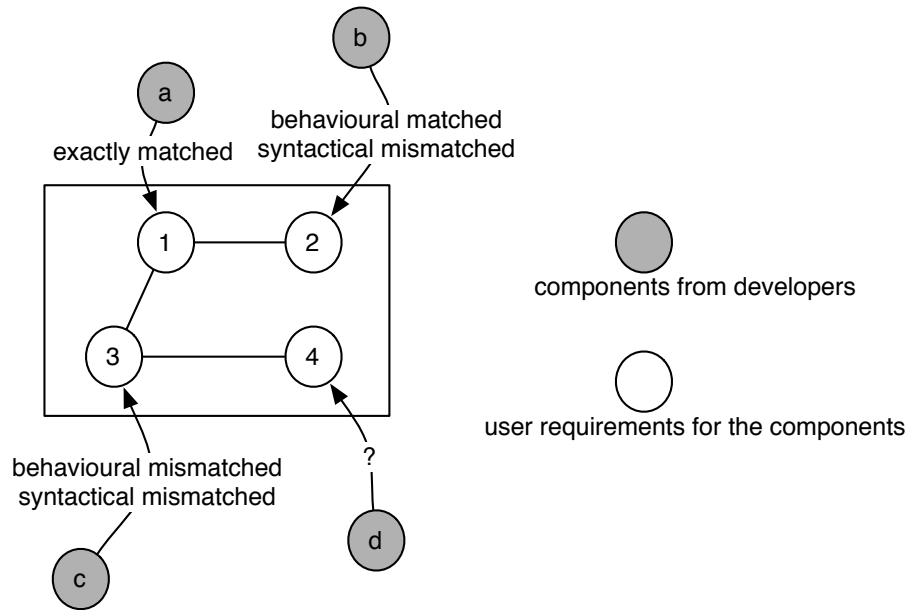 b
a
behavioural matched
syntactical mismatched
exactly matched
1
2
components from developers
3
4
user requirements for the components
?
behavioural mismatched
syntactical mismatched
d
c